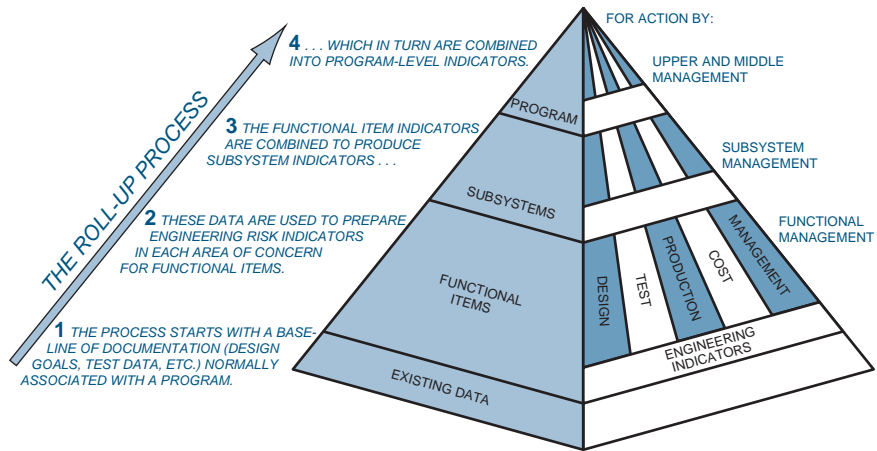 FOR ACTION BY:
4 . . . WHICH IN TURN ARE COMBINED
INTO PROGRAM-LEVEL INDICATORS.
UPPER AND MIDDLE
MANAGEMENT
PROGRAM
THE ROLL-UP PROCESS
3 THE FUNCTIONAL ITEM INDICATORS
ARE COMBINED TO PRODUCE
SUBSYSTEM INDICATORS . . .
SUBSYSTEM
MANAGEMENT
SUBSYSTEMS
2 THESE DATA ARE USED TO PREPARE
ENGINEERING RISK INDICATORS
IN EACH AREA OF CONCERN
FOR FUNCTIONAL ITEMS.
FUNCTIONAL
MANAGEMENT
FUNCTIONAL
ITEMS
DESIGN
TEST
PRODUCTION
COST
MANAGEMENT
1 THE PROCESS STARTS WITH A BASE-
LINE OF DOCUMENTATION (DESIGN
GOALS, TEST DATA, ETC.) NORMALLY
ASSOCIATED WITH A PROGRAM.
ENGINEERING
INDICATORS
EXISTING DATA